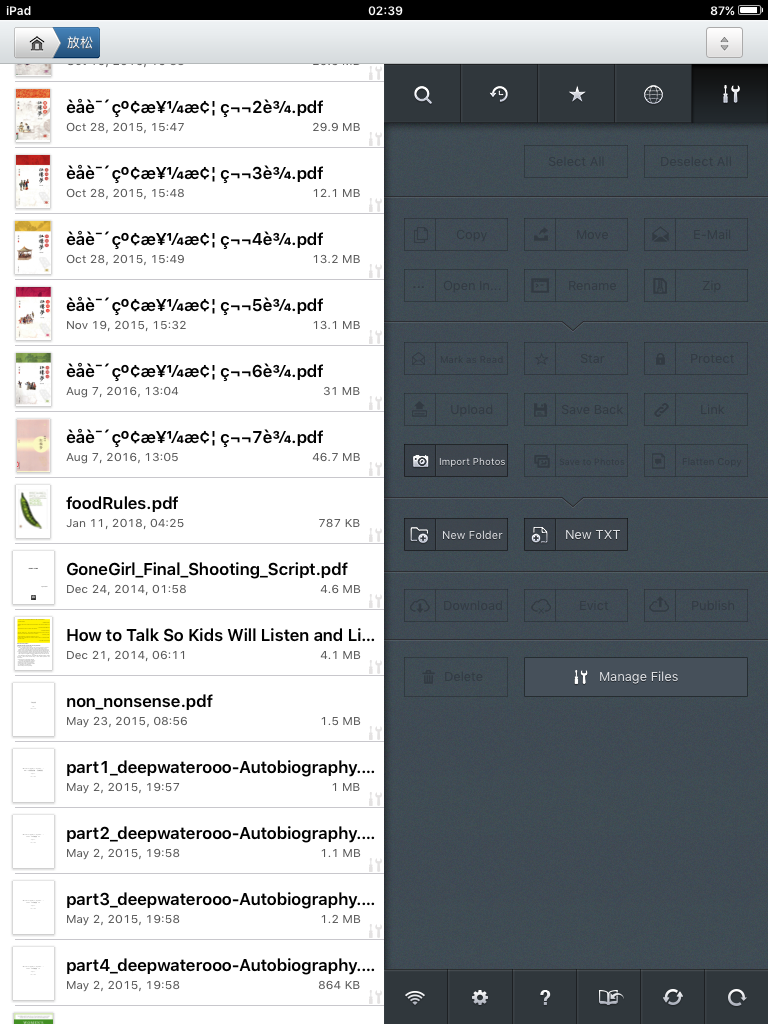 iPad 02:39 87%
放松
èåè¯´çº¢æ¥¼æ¢¦ ç¬¬2è¾.pdf
Oct 28, 2015, 15:47 29.9 MB
èåè¯´çº¢æ¥¼æ¢¦ ç¬¬3è¾.pdf
Oct 28, 2015, 15:48 12.1 MB
èåè¯´çº¢æ¥¼æ¢¦ ç¬¬4è¾.pdf
Oct 28, 2015, 15:49 13.2 MB
èåè¯´çº¢æ¥¼æ¢¦ ç¬¬5è¾.pdf
Nov 19, 2015, 15:32 13.1 MB
èåè¯´çº¢æ¥¼æ¢¦ ç¬¬6è¾.pdf
Aug 7, 2016, 13:04 31 MB
èåè¯´çº¢æ¥¼æ¢¦ ç¬¬7è¾.pdf
Aug 7, 2016, 13:05 46.7 MB
foodRules.pdf
Jan 11, 2018, 04:25 787 KB
GoneGirl_Final_Shooting_Script.pdf
Dec 24, 2014, 01:58 4.6 MB
How to Talk So Kids Will Listen and Li...
Dec 21, 2014, 06:11 4.1 MB
non_nonsense.pdf
May 23, 2015, 08:56 1.5 MB
part1_deepwaterooo-Autobiography....
May 2, 2015, 19:57 1 MB
part2_deepwaterooo-Autobiography....
May 2, 2015, 19:58 1.1 MB
part3_deepwaterooo-Autobiography....
May 2, 2015, 19:58 1.2 MB
part4_deepwaterooo-Autobiography....
May 2, 2015, 19:58 864 KB
Select All Deselect All
Copy Move E-Mail
Open In... Rename Zip
Mark as Read Star Protect
Upload Save Back Link
Import Photos Save to Photos Flatten Copy
New Folder New TXT
Download Evict Publish
Delete Manage Files